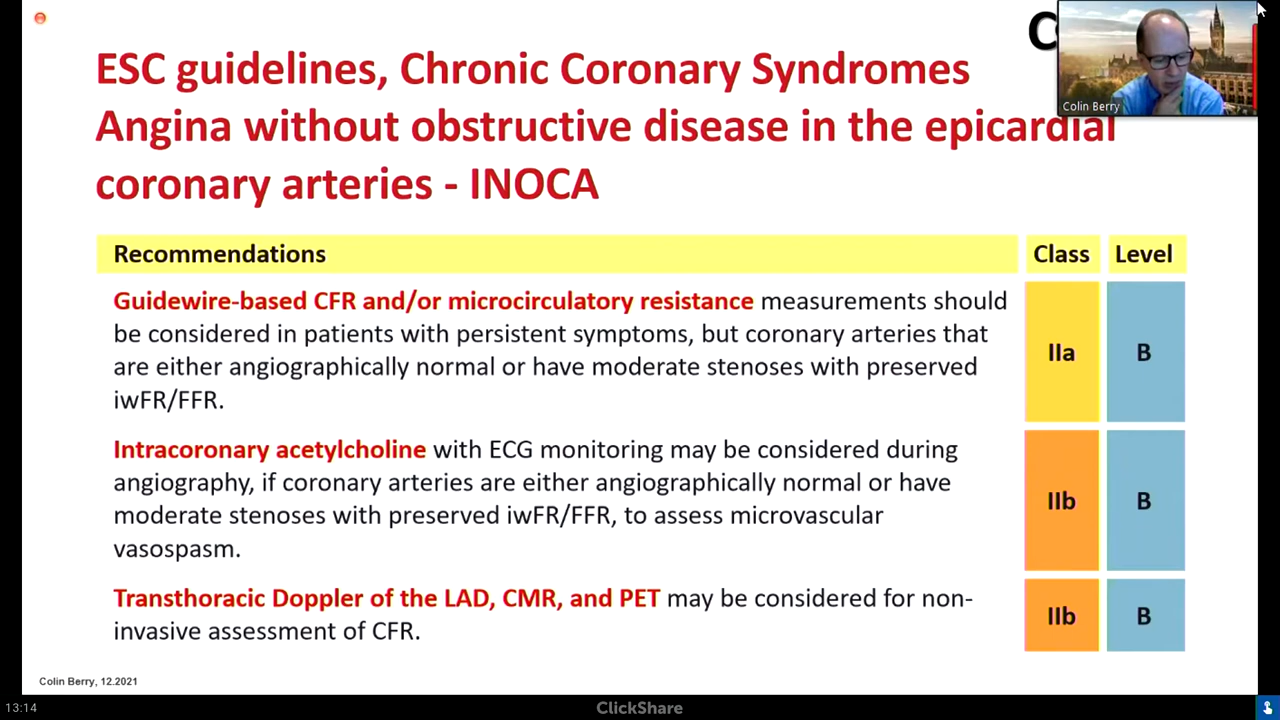 C
ESC guidelines, Chronic Coronary Syndromes
Angina without obstructive disease in the epicardial
coronary arteries - INOCA
Colin Berry
Recommendations Class Level
Guidewire-based CFR and/or microcirculatory resistance measurements should
be considered in patients with persistent symptoms, but coronary arteries that
are either angiographically normal or have moderate stenoses with preserved
iwFR/FFR.
IIa B
Intracoronary acetylcholine with ECG monitoring may be considered during
angiography, if coronary arteries are either angiographically normal or have
moderate stenoses with preserved iwFR/FFR, to assess microvascular
vasospasm.
IIb B
Transthoracic Doppler of the LAD, CMR, and PET may be considered for non-
invasive assessment of CFR.
IIb B
Colin Berry, 12.2021
13:14
ClickShare